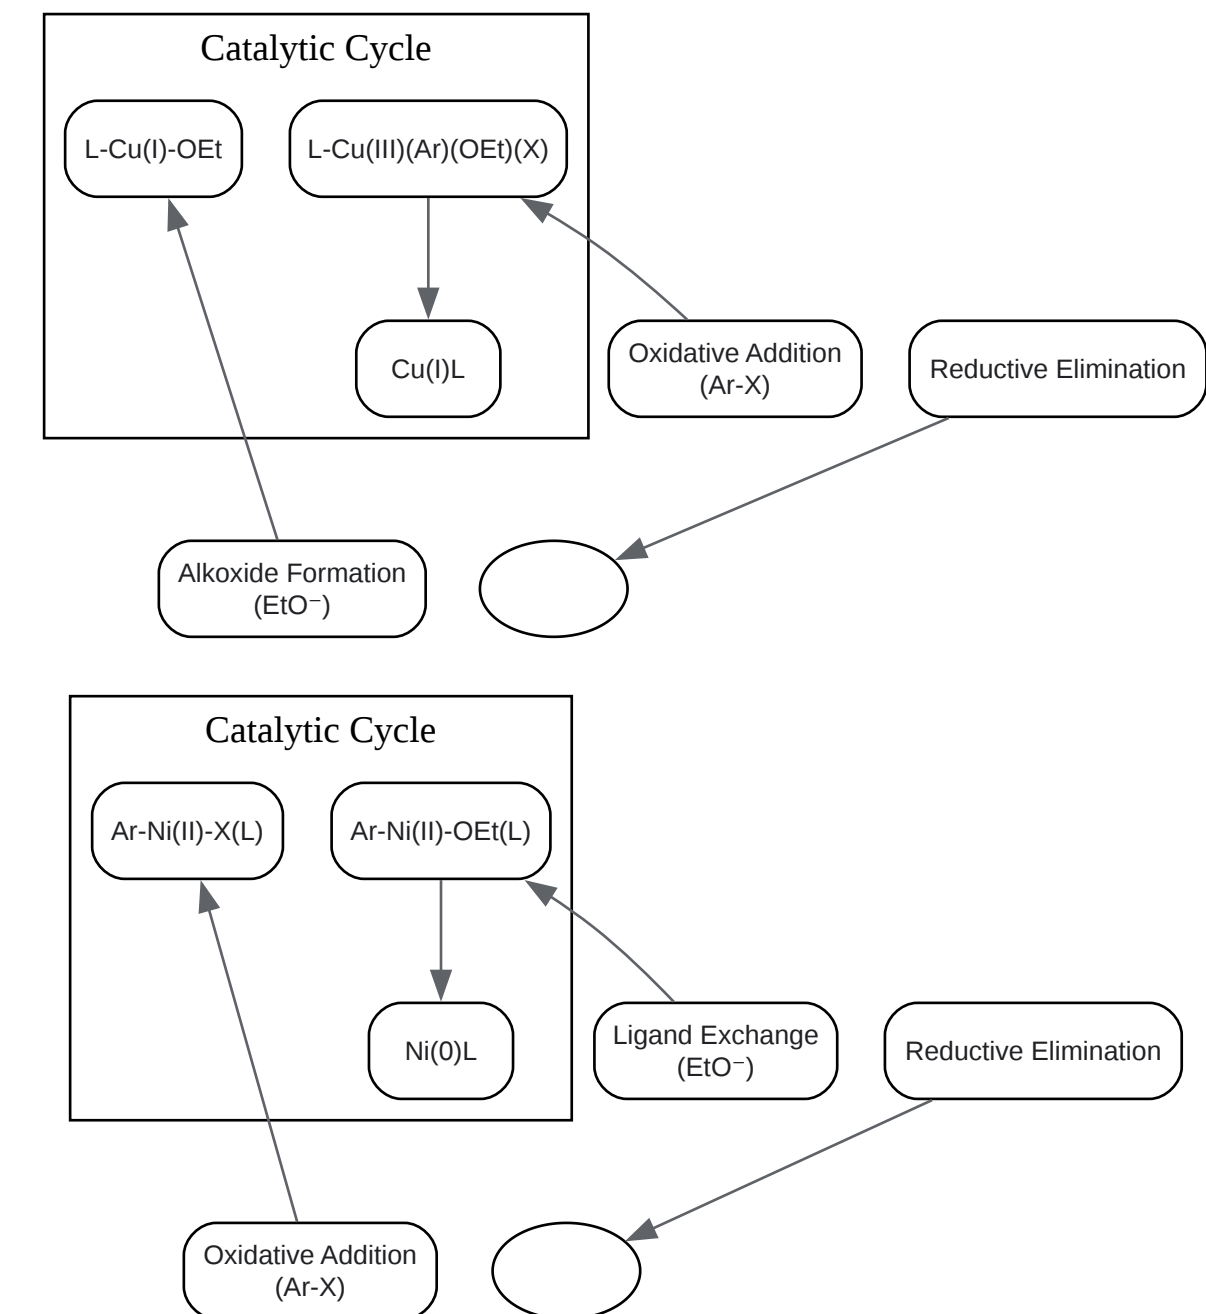 Catalytic Cycle
L-Cu(I)-OEt
L-Cu(III)(Ar)(OEt)(X)
Cu(I)L
Oxidative Addition
(Ar-X)
Reductive Elimination
Alkoxide Formation
(EtO⁻)
Catalytic Cycle
Ar-Ni(II)-X(L)
Ar-Ni(II)-OEt(L)
Ni(0)L
Ligand Exchange
(EtO⁻)
Reductive Elimination
Oxidative Addition
(Ar-X)